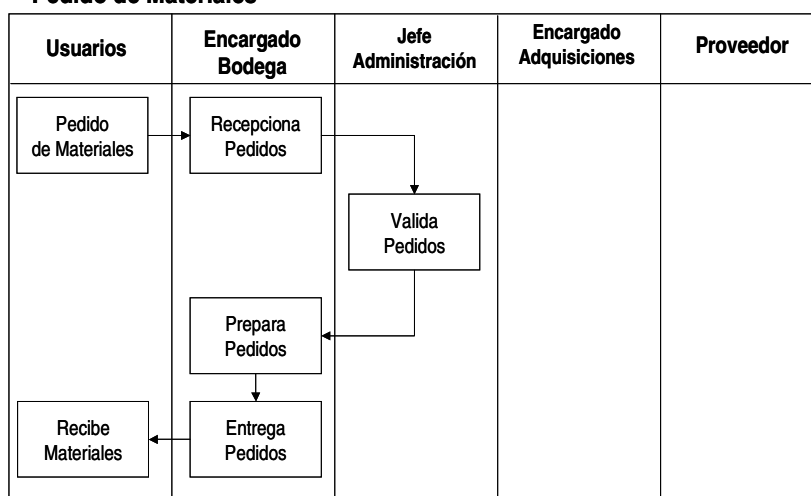 Pedido de Materiales
Usuarios
Encargado
Bodega
Jefe
Administración
Encargado
Adquisiciones
Proveedor
Pedido
de Materiales
Recepciona
Pedidos
Valida
Pedidos
Prepara
Pedidos
Recibe
Materiales
Entrega
Pedidos